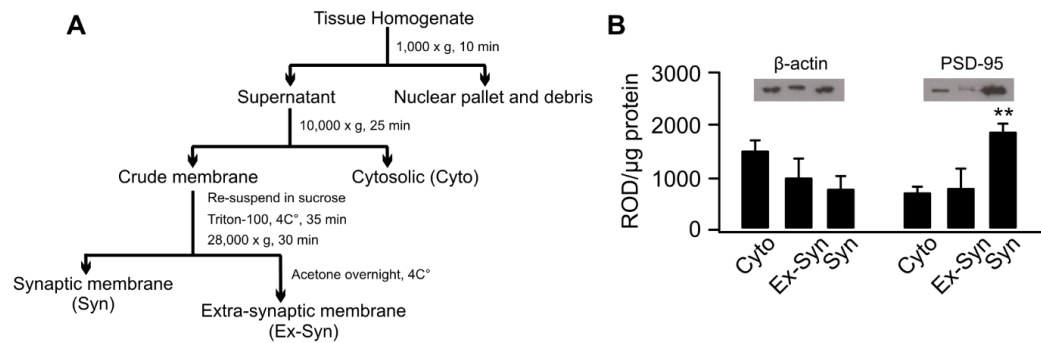 A
Tissue Homogenate
1,000 x g, 10 min
Supernatant
Nuclear pallet and debris
10,000 x g, 25 min
Crude membrane
Cytosolic (Cyto)
Re-suspend in sucrose
Triton-100, 4C°, 35 min
28,000 x g, 30 min
Synaptic membrane
(Syn)
Acetone overnight, 4C°
Extra-synaptic membrane
(Ex-Syn)
B
β-actin
PSD-95
ROD/µg protein
3000
2000
1000
0
**
Cyto
Ex-Syn
Syn
Cyto
Ex-Syn
Syn